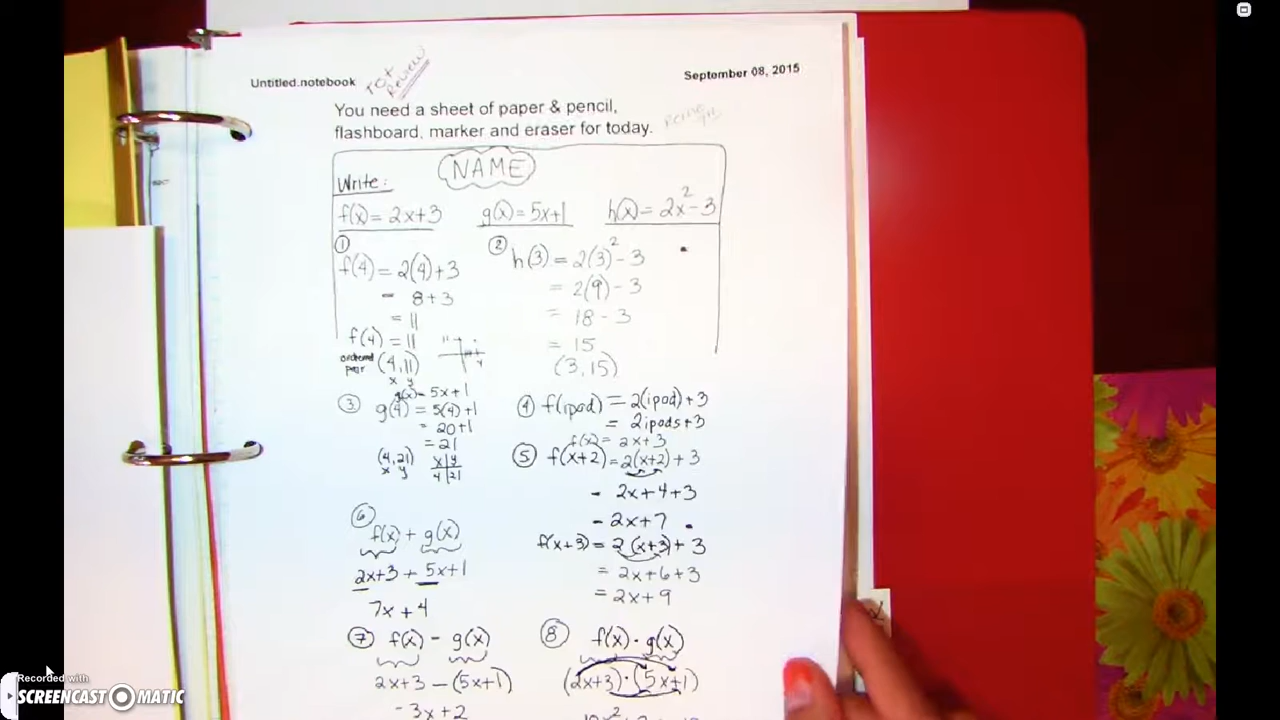 Untitled.notebook
Test Review
September 08, 2015
You need a sheet of paper & pencil,
flashboard, marker and eraser for today.
NAME
Write:
f(x) = 2x+3
g(x) = 5x+1
h(x) = 2x² - 3
①
f(4) = 2(4)+3
= 8+3
= 11
f(4) = 11
ordered pair (4,11)
x y
② h(3) = 2(3)² - 3
= 2(9) - 3
= 18 - 3
= 15
(3,15)
③ g(x) = 5x+1
g(4) = 5(4)+1
= 20+1
= 21
(4,21)
x y
x | y
4 | 21
④ f(ipod) = 2(ipod)+3
= 2ipods+3
f(x) = 2x+3
⑤ f(x+2) = 2(x+2)+3
- 2x+4+3
- 2x+7
f(x+3) = 2(x+3)+3
= 2x+6+3
= 2x+9
⑥
f(x) + g(x)
2x+3 + 5x+1
7x+4
⑦ f(x) - g(x)
2x+3 - (5x+1)
-3x+2
⑧ f(x) · g(x)
(2x+3)·(5x+1)
Recorded with
SCREENCAST MATIC